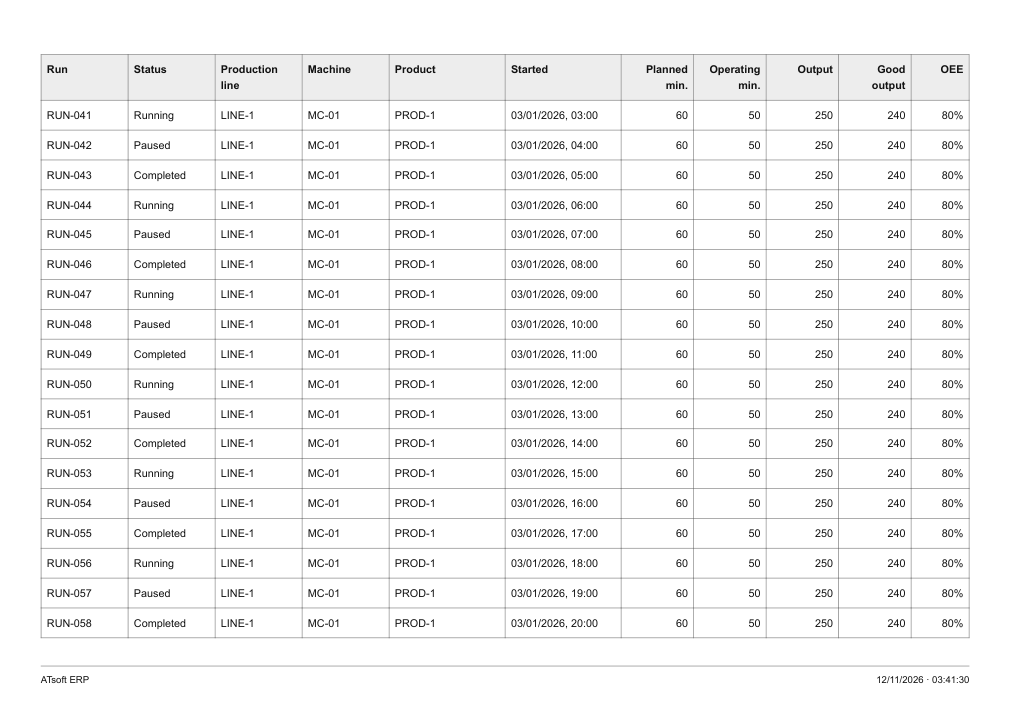 Run Status Production line Machine Product Started Planned min. Operating min. Output Good output OEE
RUN-041 Running LINE-1 MC-01 PROD-1 03/01/2026, 03:00 60 50 250 240 80%
RUN-042 Paused LINE-1 MC-01 PROD-1 03/01/2026, 04:00 60 50 250 240 80%
RUN-043 Completed LINE-1 MC-01 PROD-1 03/01/2026, 05:00 60 50 250 240 80%
RUN-044 Running LINE-1 MC-01 PROD-1 03/01/2026, 06:00 60 50 250 240 80%
RUN-045 Paused LINE-1 MC-01 PROD-1 03/01/2026, 07:00 60 50 250 240 80%
RUN-046 Completed LINE-1 MC-01 PROD-1 03/01/2026, 08:00 60 50 250 240 80%
RUN-047 Running LINE-1 MC-01 PROD-1 03/01/2026, 09:00 60 50 250 240 80%
RUN-048 Paused LINE-1 MC-01 PROD-1 03/01/2026, 10:00 60 50 250 240 80%
RUN-049 Completed LINE-1 MC-01 PROD-1 03/01/2026, 11:00 60 50 250 240 80%
RUN-050 Running LINE-1 MC-01 PROD-1 03/01/2026, 12:00 60 50 250 240 80%
RUN-051 Paused LINE-1 MC-01 PROD-1 03/01/2026, 13:00 60 50 250 240 80%
RUN-052 Completed LINE-1 MC-01 PROD-1 03/01/2026, 14:00 60 50 250 240 80%
RUN-053 Running LINE-1 MC-01 PROD-1 03/01/2026, 15:00 60 50 250 240 80%
RUN-054 Paused LINE-1 MC-01 PROD-1 03/01/2026, 16:00 60 50 250 240 80%
RUN-055 Completed LINE-1 MC-01 PROD-1 03/01/2026, 17:00 60 50 250 240 80%
RUN-056 Running LINE-1 MC-01 PROD-1 03/01/2026, 18:00 60 50 250 240 80%
RUN-057 Paused LINE-1 MC-01 PROD-1 03/01/2026, 19:00 60 50 250 240 80%
RUN-058 Completed LINE-1 MC-01 PROD-1 03/01/2026, 20:00 60 50 250 240 80%
ATsoft ERP 12/11/2026 · 03:41:30